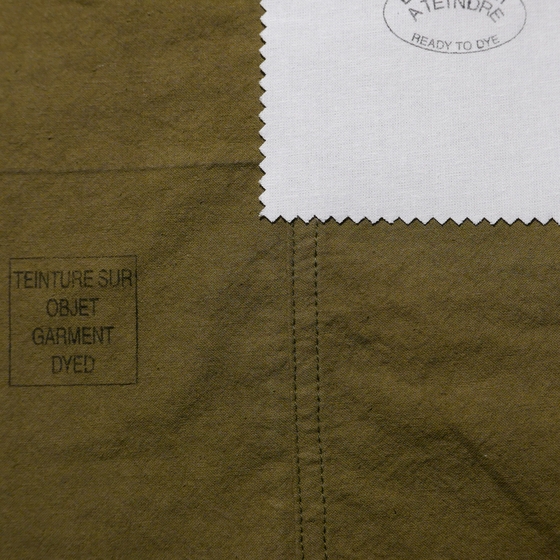 A TEINDRE
READY TO DYE
TEINTURE SUR
OBJET
GARMENT
DYED